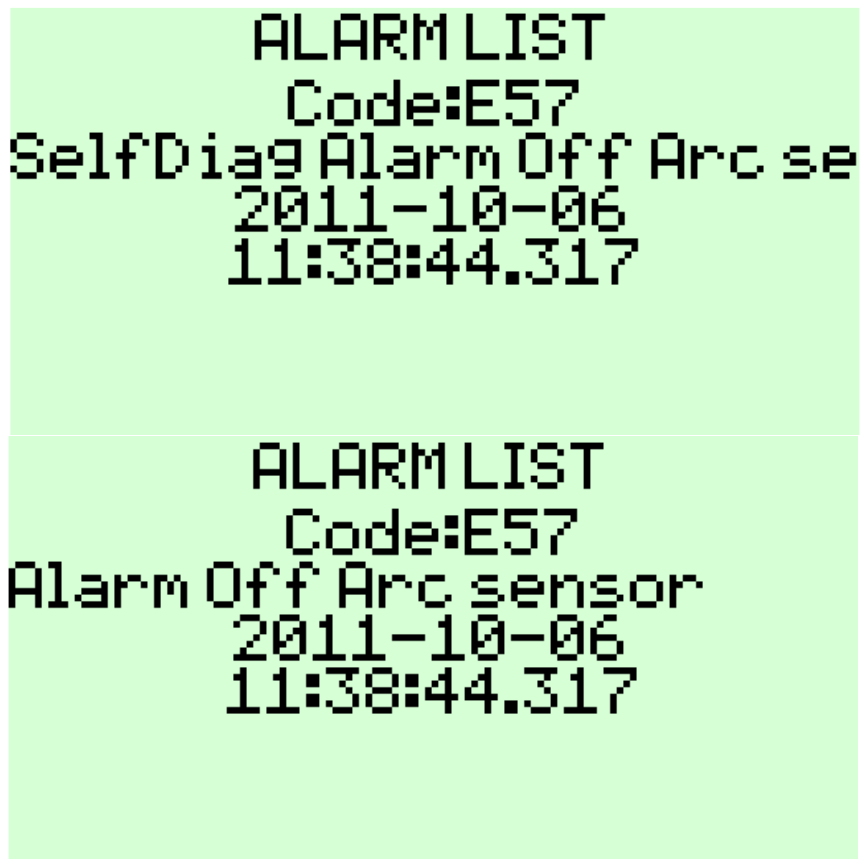 ALARM LIST
Code:E57
SelfDiag Alarm Off Arc se
2011-10-06
11:38:44.317
ALARM LIST
Code:E57
Alarm Off Arc sensor
2011-10-06
11:38:44.317